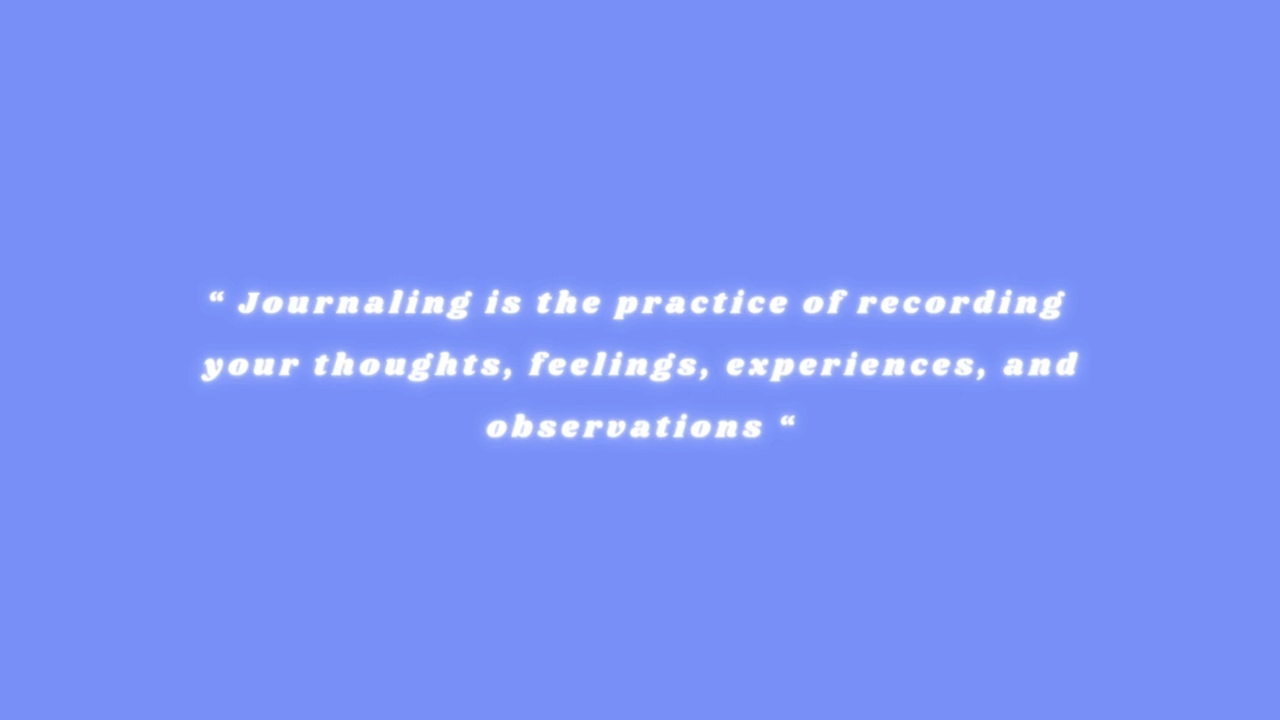 “ Journaling is the practice of recording
your thoughts, feelings, experiences, and
observations “